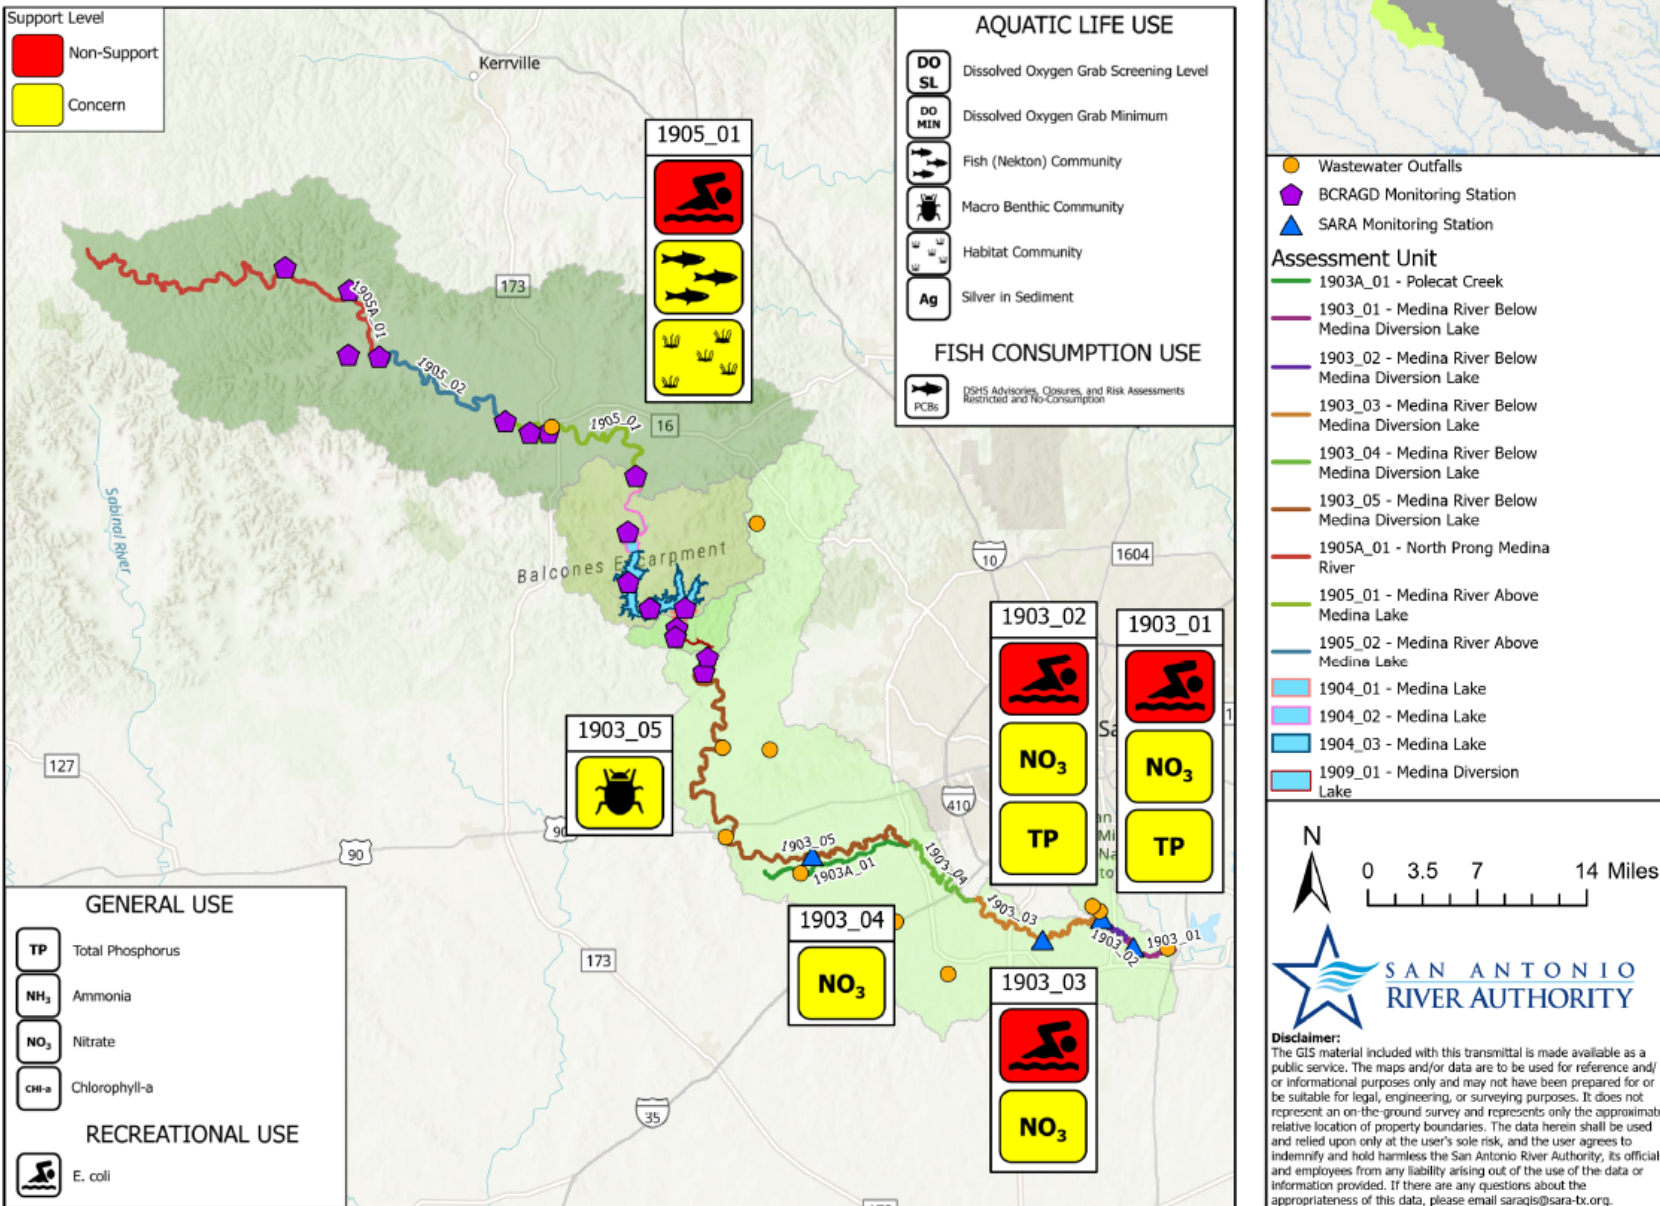 Support Level
Non-Support
Concern
Kerrville
1905_01
173
1905A_01
1905_02
1905_01
16
Sabinal River
Balcones Escarpment
10
1604
127
90
90
410
1903_05
1903_05
1903A_01
1903_04
1903_03
1903_02
1903_01
1903_04
NO3
1903_02
NO3
TP
1903_01
NO3
TP
1903_03
NO3
173
35
AQUATIC LIFE USE
DO SL Dissolved Oxygen Grab Screening Level
DO MIN Dissolved Oxygen Grab Minimum
Fish (Nekton) Community
Macro Benthic Community
Habitat Community
Ag Silver in Sediment
FISH CONSUMPTION USE
PCBs DSHS Advisories, Closures, and Risk Assessments
Restricted and No-Consumption
GENERAL USE
TP Total Phosphorus
NH3 Ammonia
NO3 Nitrate
CHl-a Chlorophyll-a
RECREATIONAL USE
E. coli
Wastewater Outfalls
BCRAGD Monitoring Station
SARA Monitoring Station
Assessment Unit
1903A_01 - Polecat Creek
1903_01 - Medina River Below
Medina Diversion Lake
1903_02 - Medina River Below
Medina Diversion Lake
1903_03 - Medina River Below
Medina Diversion Lake
1903_04 - Medina River Below
Medina Diversion Lake
1903_05 - Medina River Below
Medina Diversion Lake
1905A_01 - North Prong Medina
River
1905_01 - Medina River Above
Medina Lake
1905_02 - Medina River Above
Medina Lake
1904_01 - Medina Lake
1904_02 - Medina Lake
1904_03 - Medina Lake
1909_01 - Medina Diversion
Lake
N
0 3.5 7 14 Miles
SAN ANTONIO
RIVER AUTHORITY
Disclaimer:
The GIS material included with this transmittal is made available as a
public service. The maps and/or data are to be used for reference and/
or informational purposes only and may not have been prepared for or
be suitable for legal, engineering, or surveying purposes. It does not
represent an on-the-ground survey and represents only the approximate
relative location of property boundaries. The data herein shall be used
and relied upon only at the user's sole risk, and the user agrees to
indemnify and hold harmless the San Antonio River Authority, its official
and employees from any liability arising out of the use of the data or
information provided. If there are any questions about the
appropriateness of this data, please email saragis@sara-tx.org.